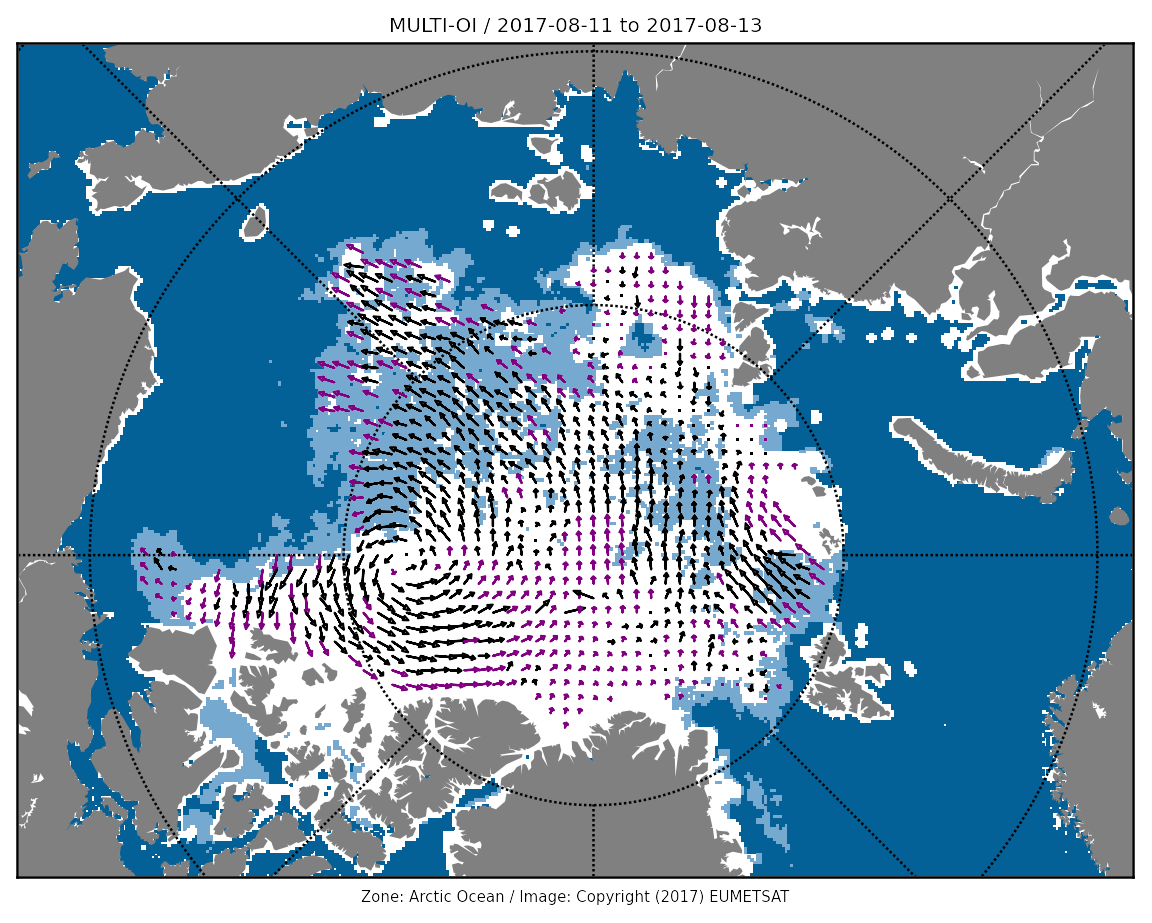 MULTI-OI / 2017-08-11 to 2017-08-13
Zone: Arctic Ocean / Image: Copyright (2017) EUMETSAT